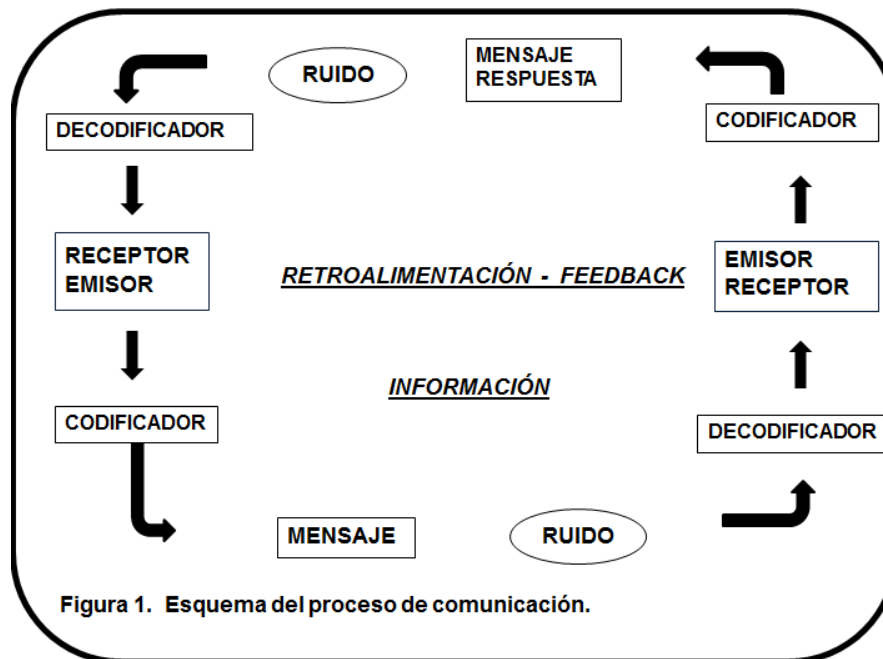 RUIDO
MENSAJE
RESPUESTA
DECODIFICADOR
CODIFICADOR
RECEPTOR
EMISOR
RETROALIMENTACIÓN - FEEDBACK
EMISOR
RECEPTOR
INFORMACIÓN
CODIFICADOR
DECODIFICADOR
MENSAJE
RUIDO
Figura 1. Esquema del proceso de comunicación.